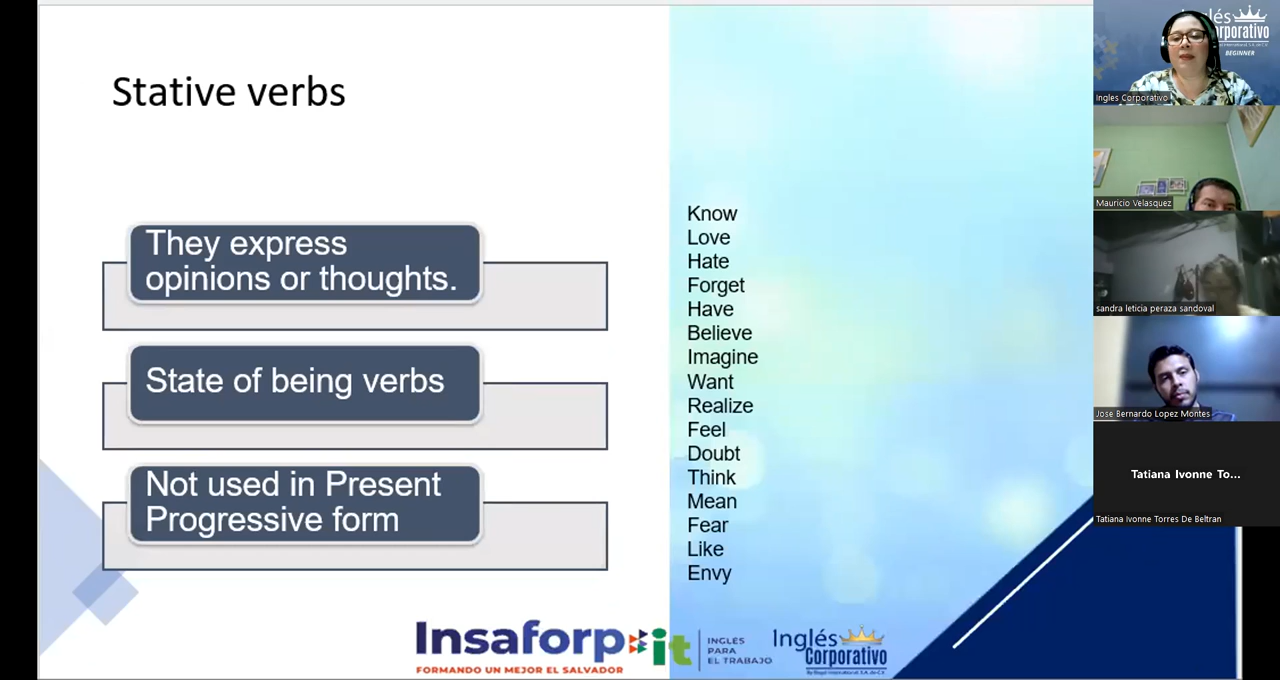 Stative verbs
They express
opinions or thoughts.
State of being verbs
Not used in Present
Progressive form
Know
Love
Hate
Forget
Have
Believe
Imagine
Want
Realize
Feel
Doubt
Think
Mean
Fear
Like
Envy
Insaforp it
FORMANDO UN MEJOR EL SALVADOR
INGLÉS
PARA
EL TRABAJO
Inglés
Corporativo
BEGINNER
Ingles Corporativo
Mauricio Velasquez
sandra leticia peraza sandoval
Jose Bernardo Lopez Montes
Tatiana Ivonne To...
Tatiana Ivonne Torres De Beltran